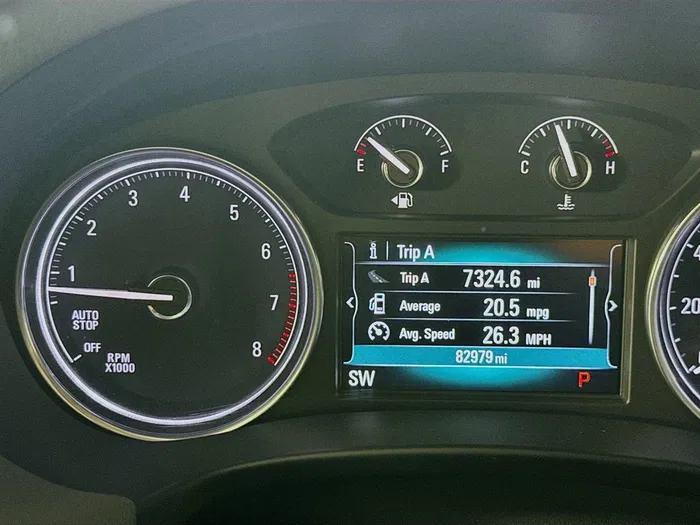 1
2
3
4
5
6
7
8
AUTO
STOP
OFF
RPM
X1000
E F
C H
i Trip A
Trip A 7324.6 mi
Average 20.5 mpg
Avg. Speed 26.3 MPH
82979 mi
SW P
20